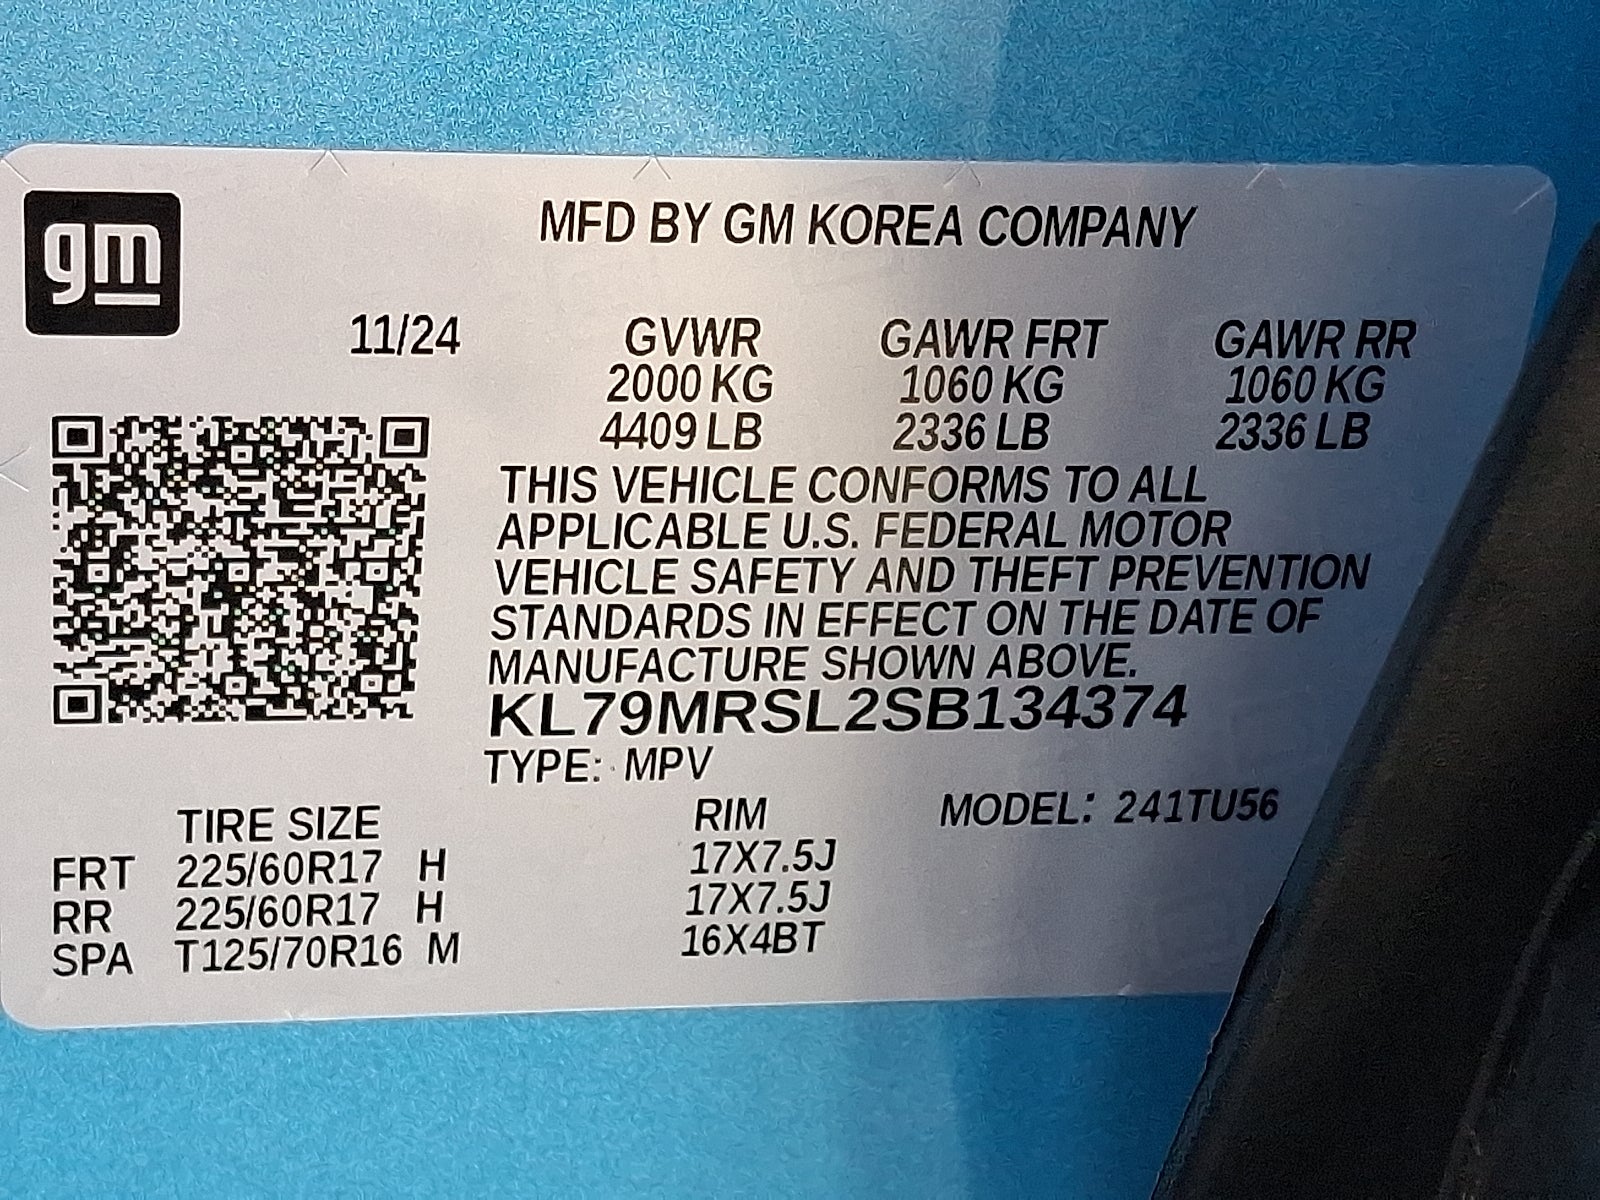 gm
MFD BY GM KOREA COMPANY
11/24 GVWR GAWR FRT GAWR RR
2000 KG 1060 KG 1060 KG
4409 LB 2336 LB 2336 LB
THIS VEHICLE CONFORMS TO ALL
APPLICABLE U.S. FEDERAL MOTOR
VEHICLE SAFETY AND THEFT PREVENTION
STANDARDS IN EFFECT ON THE DATE OF
MANUFACTURE SHOWN ABOVE.
KL79MRSL2SB134374
TYPE: MPV
TIRE SIZE RIM MODEL: 241TU56
FRT 225/60R17 H 17X7.5J
RR 225/60R17 H 17X7.5J
SPA T125/70R16 M 16X4BT